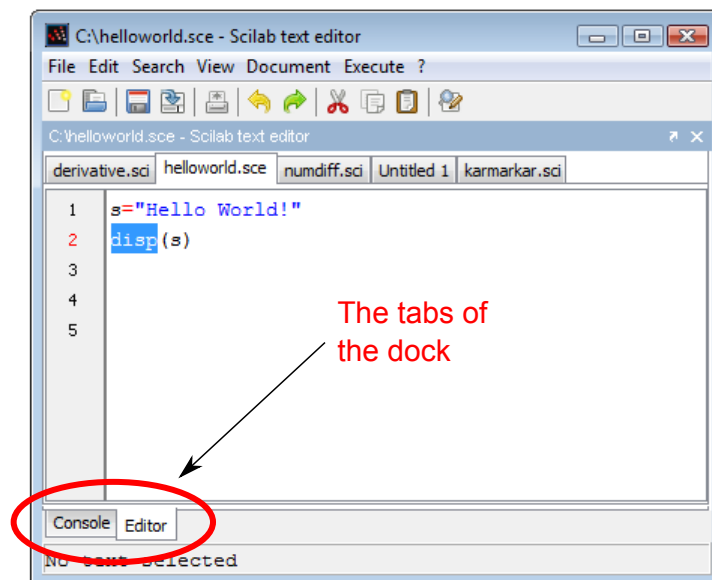 C:\helloworld.sce - Scilab text editor
File Edit Search View Document Execute ?
C:\helloworld.sce - Scilab text editor
derivative.sci helloworld.sce numdiff.sci Untitled 1 karmarkar.sci
1 s="Hello World!"
2 disp(s)
3
4
5
The tabs of
the dock
Console Editor
No text selected